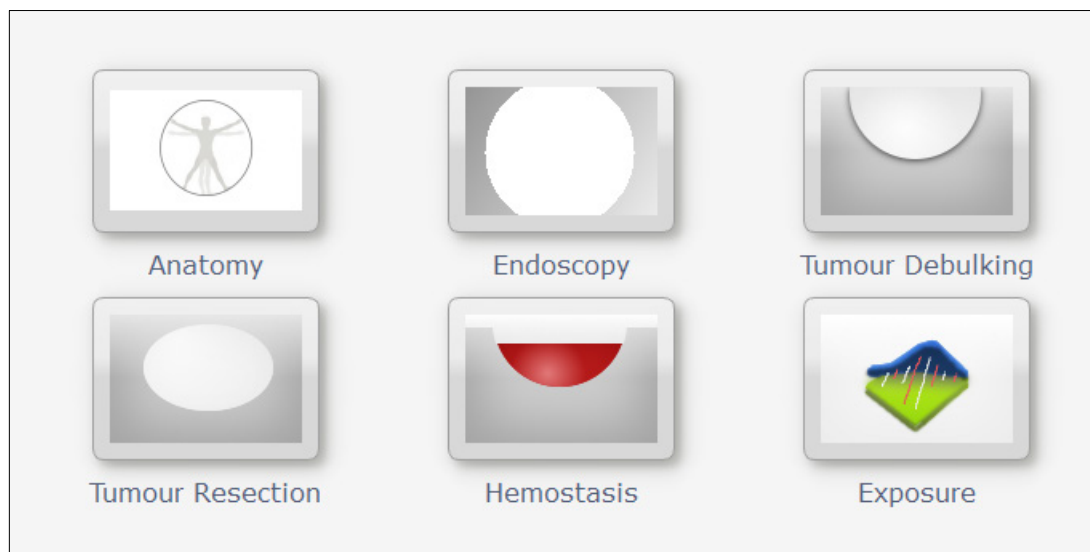 Anatomy
Endoscopy
Tumour Debulking
Tumour Resection
Hemostasis
Exposure